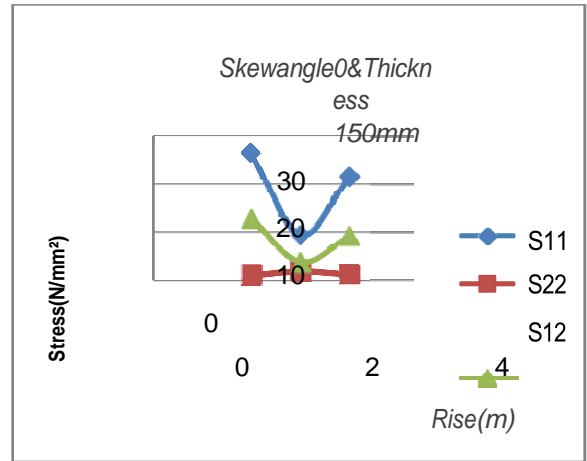 Skewangle0&Thickn
ess
150mm
30
20
10
0
0 2 4
Stress(N/mm²)
Rise(m)
S11
S22
S12